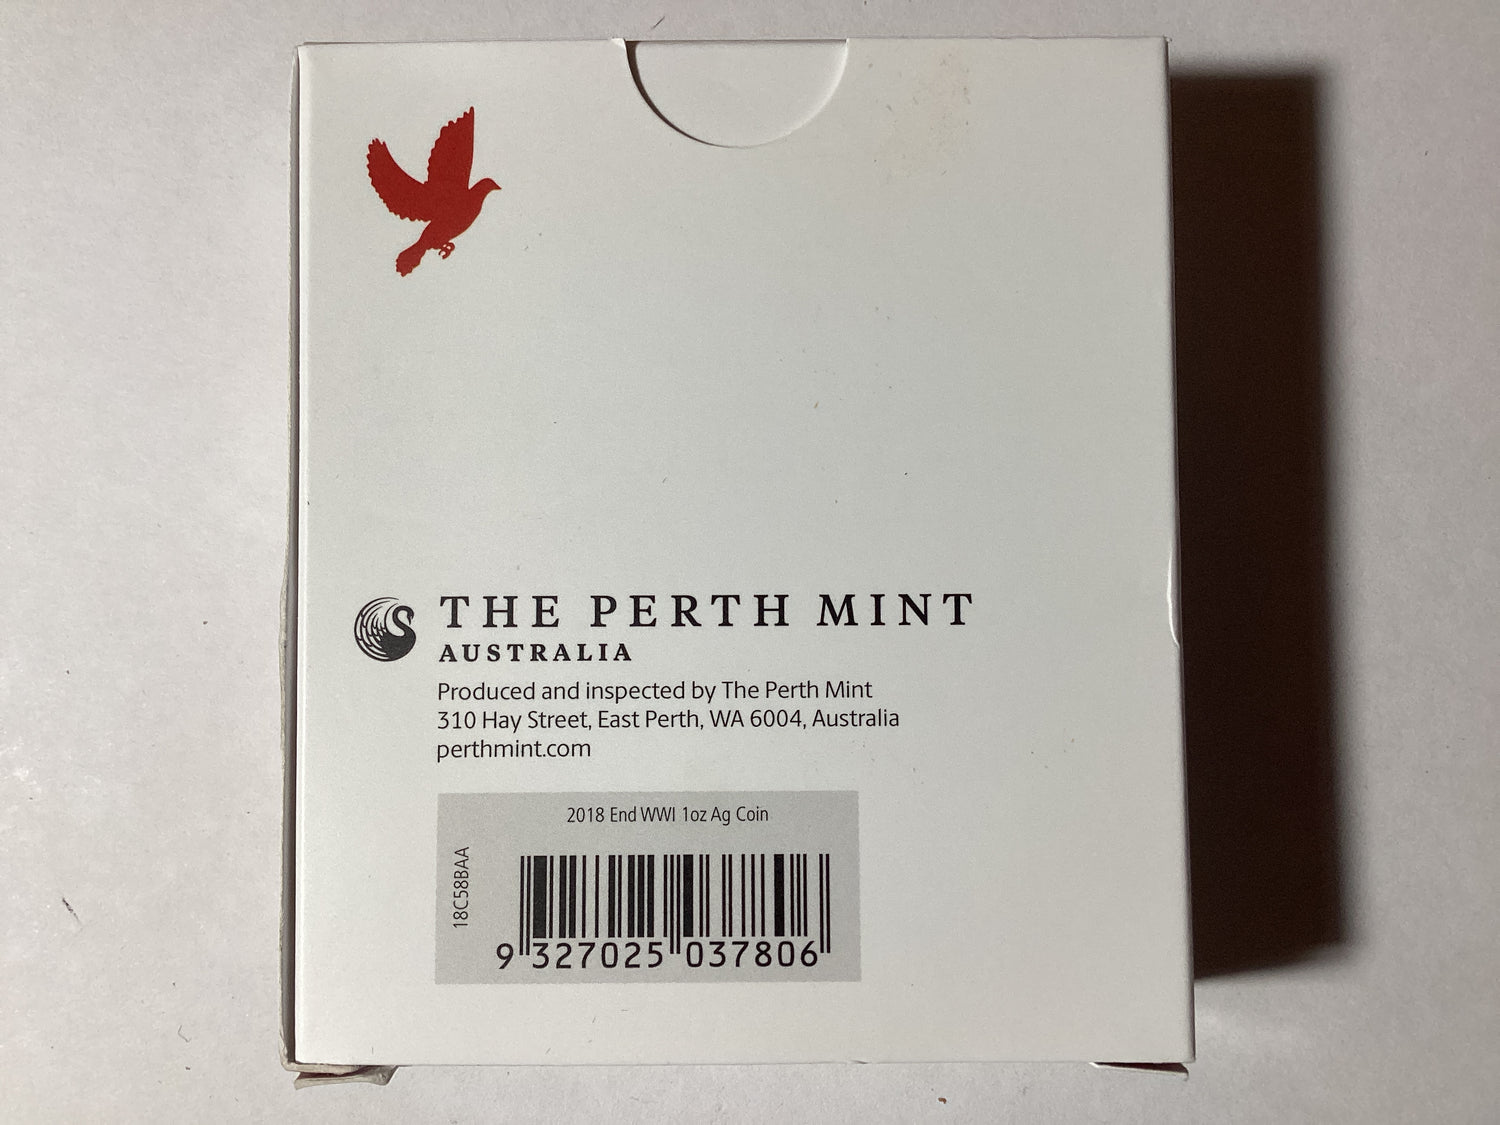 THE PERTH MINT
AUSTRALIA
Produced and inspected by The Perth Mint
310 Hay Street, East Perth, WA 6004, Australia
perthmint.com
2018 End WWI 1oz Ag Coin
18C58BAA
9 327025 037806